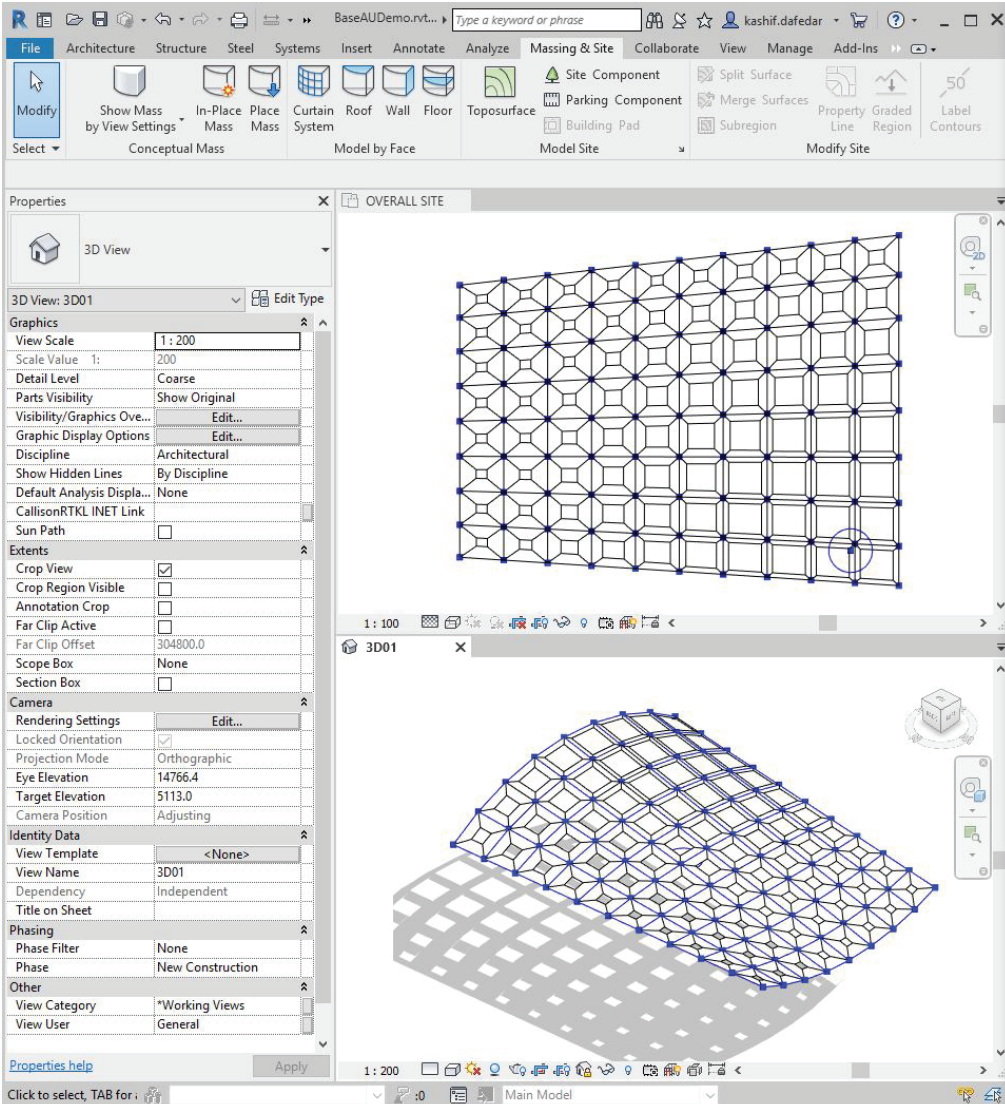 BaseAUDemo.rvt... Type a keyword or phrase kashif.dafedar
File Architecture Structure Steel Systems Insert Annotate Analyze Massing & Site Collaborate View Manage Add-Ins
Modify
Show Mass
by View Settings
In-Place
Mass
Place
Mass
Curtain
System
Roof Wall Floor
Toposurface
Site Component
Parking Component
Building Pad
Split Surface
Merge Surfaces
Subregion
Property
Line
Graded
Region
50
Label
Contours
Select Conceptual Mass Model by Face Model Site Modify Site
Properties
3D View
3D View: 3D01 Edit Type
Graphics
View Scale 1 : 200
Scale Value 1: 200
Detail Level Coarse
Parts Visibility Show Original
Visibility/Graphics Ove... Edit...
Graphic Display Options Edit...
Discipline Architectural
Show Hidden Lines By Discipline
Default Analysis Displa... None
CallisonRTKL INET Link
Sun Path
Extents
Crop View
Crop Region Visible
Annotation Crop
Far Clip Active
Far Clip Offset 304800.0
Scope Box None
Section Box
Camera
Rendering Settings Edit...
Locked Orientation
Projection Mode Orthographic
Eye Elevation 14766.4
Target Elevation 5113.0
Camera Position Adjusting
Identity Data
View Template <None>
View Name 3D01
Dependency Independent
Title on Sheet
Phasing
Phase Filter None
Phase New Construction
Other
View Category *Working Views
View User General
Properties help Apply
OVERALL SITE
2D
1 : 100
3D01
1 : 200
Click to select, TAB for :0 Main Model